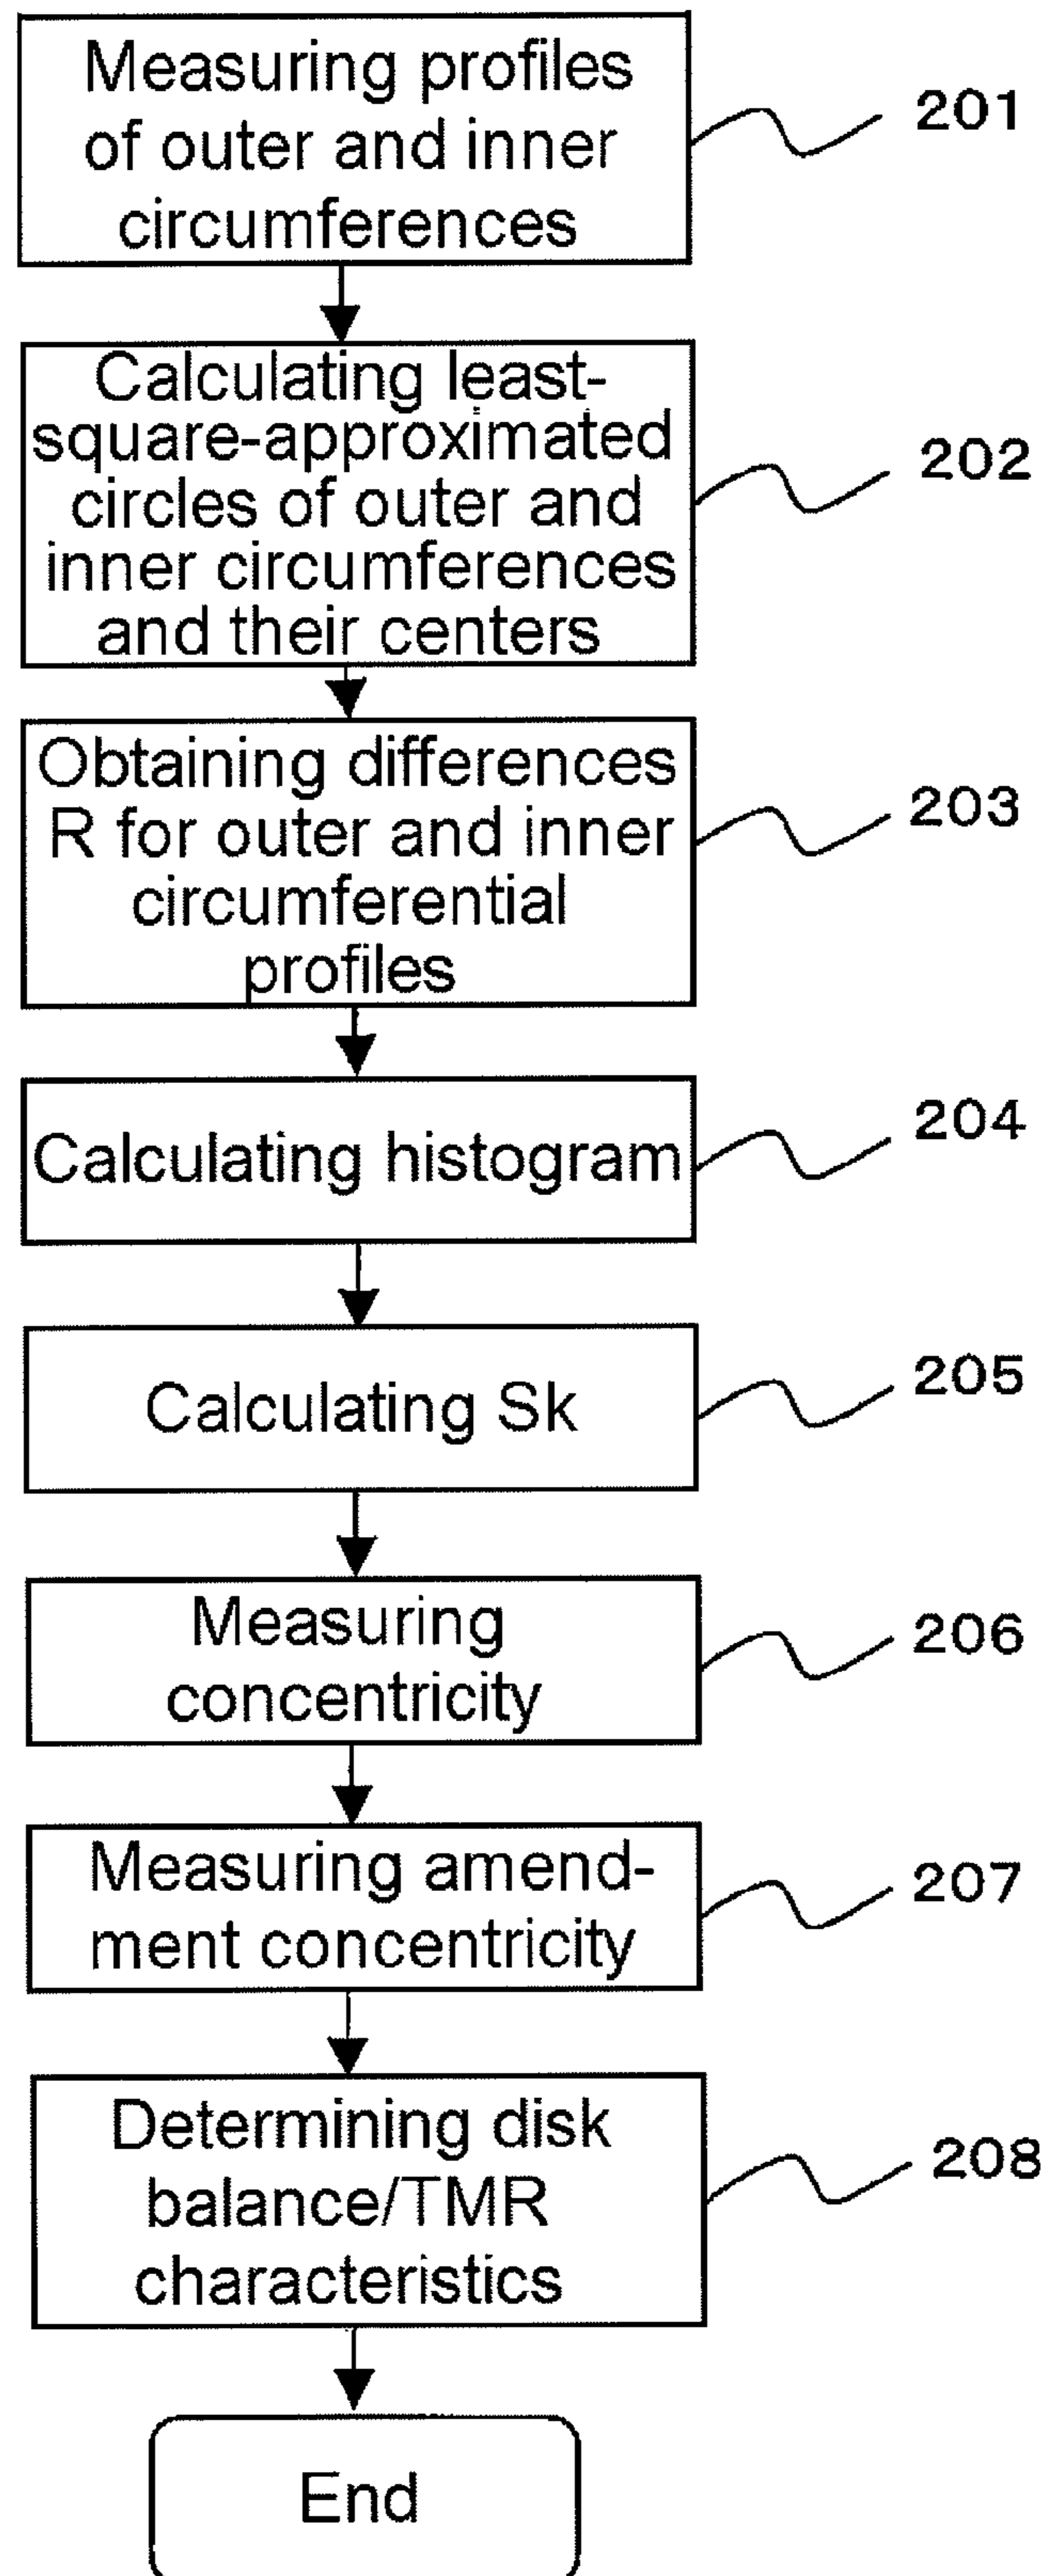 Measuring profiles
of outer and inner
circumferences
201
Calculating least-
square-approximated
circles of outer and
inner circumferences
and their centers
202
Obtaining differences
R for outer and inner
circumferential
profiles
203
Calculating histogram
204
Calculating Sk
205
Measuring
concentricity
206
Measuring amend-
ment concentricity
207
Determining disk
balance/TMR
characteristics
208
End